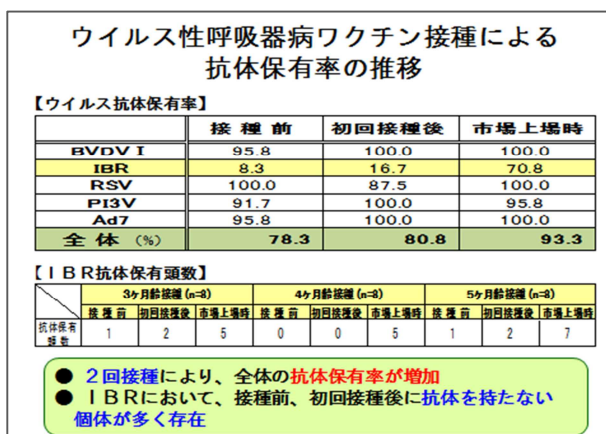 ウイルス性呼吸器病ワクチン接種による
抗体保有率の推移
【ウイルス抗体保有率】
接種前 初回接種後 市場上場時
BVDV I 95.8 100.0 100.0
IBR 8.3 16.7 70.8
RSV 100.0 87.5 100.0
PI3V 91.7 100.0 95.8
Ad7 95.8 100.0 100.0
全体 (%) 78.3 80.8 93.3
【IBR抗体保有頭数】
3ヶ月齢接種(n=8) 4ヶ月齢接種(n=8) 5ヶ月齢接種(n=8)
接種前 初回接種後 市場上場時 接種前 初回接種後 市場上場時 接種前 初回接種後 市場上場時
抗体保有
頭数 1 2 5 0 0 5 1 2 7
● 2回接種により、全体の抗体保有率が増加
● IBRにおいて、接種前、初回接種後に抗体を持たない
個体が多く存在